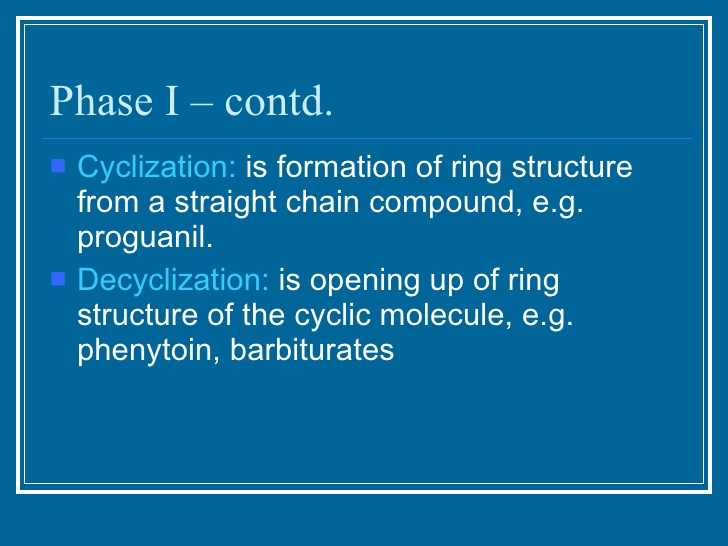 Phase I – contd.
Cyclization: is formation of ring structure
from a straight chain compound, e.g.
proguanil.
Decyclization: is opening up of ring
structure of the cyclic molecule, e.g.
phenytoin, barbiturates